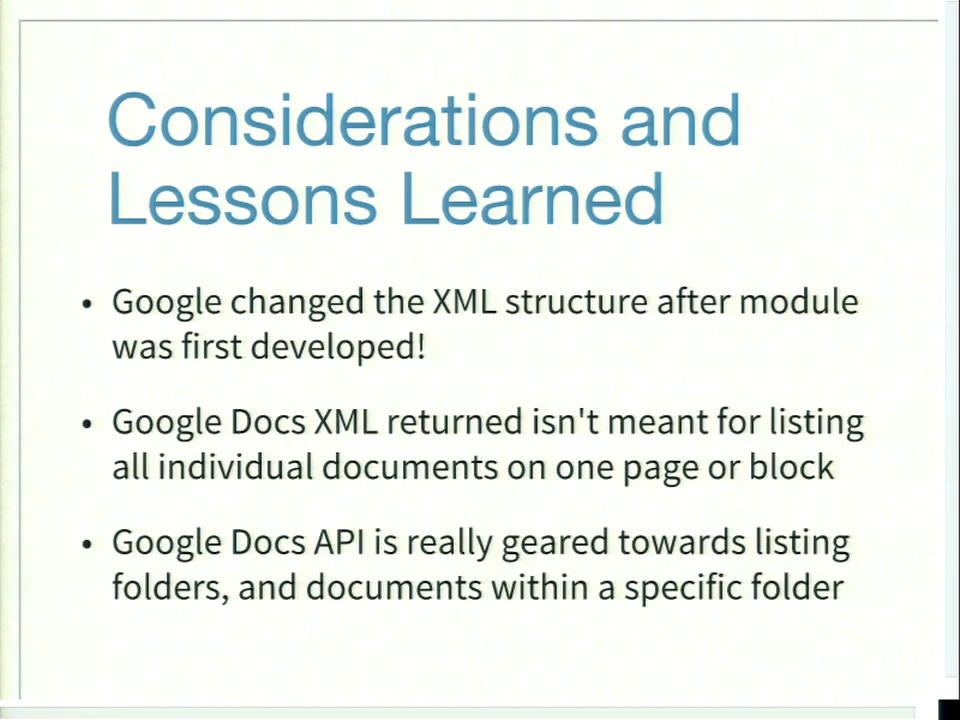 Considerations and
Lessons Learned
• Google changed the XML structure after module
was first developed!
• Google Docs XML returned isn't meant for listing
all individual documents on one page or block
• Google Docs API is really geared towards listing
folders, and documents within a specific folder